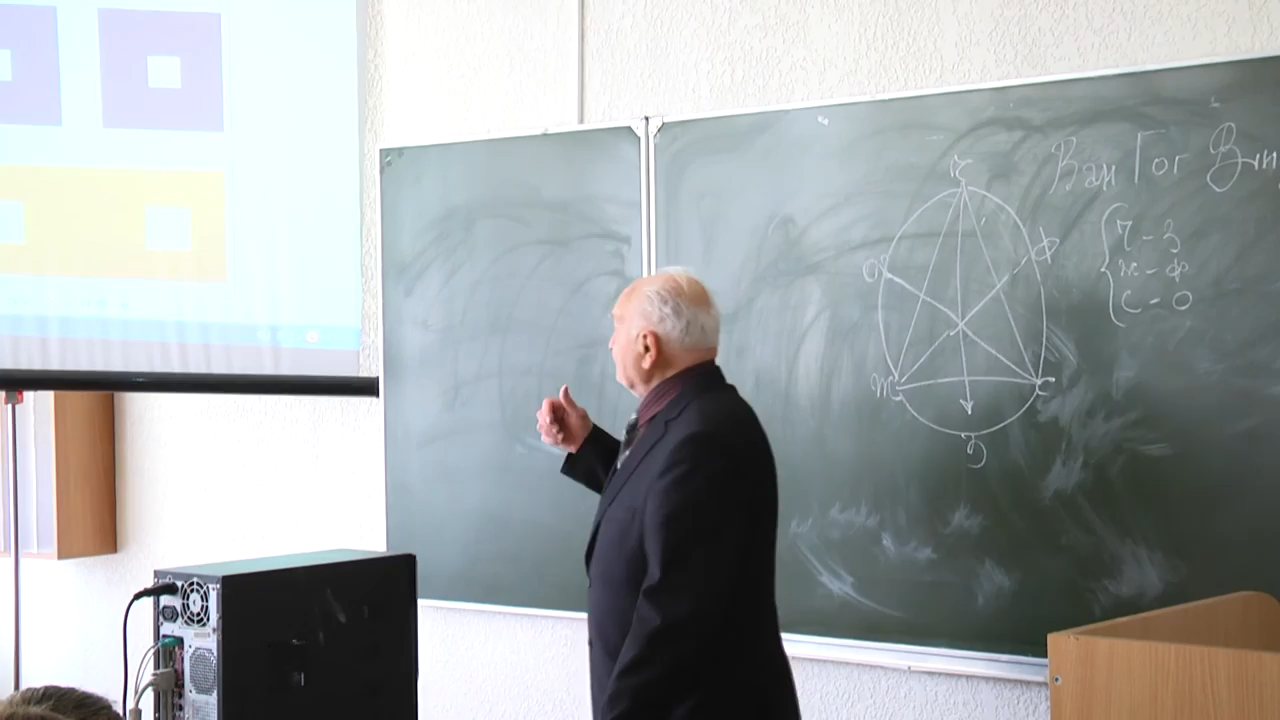 Ван Гог Вин
К
О
Ф
Ж
С
З
К - З
ж - ф
С - О